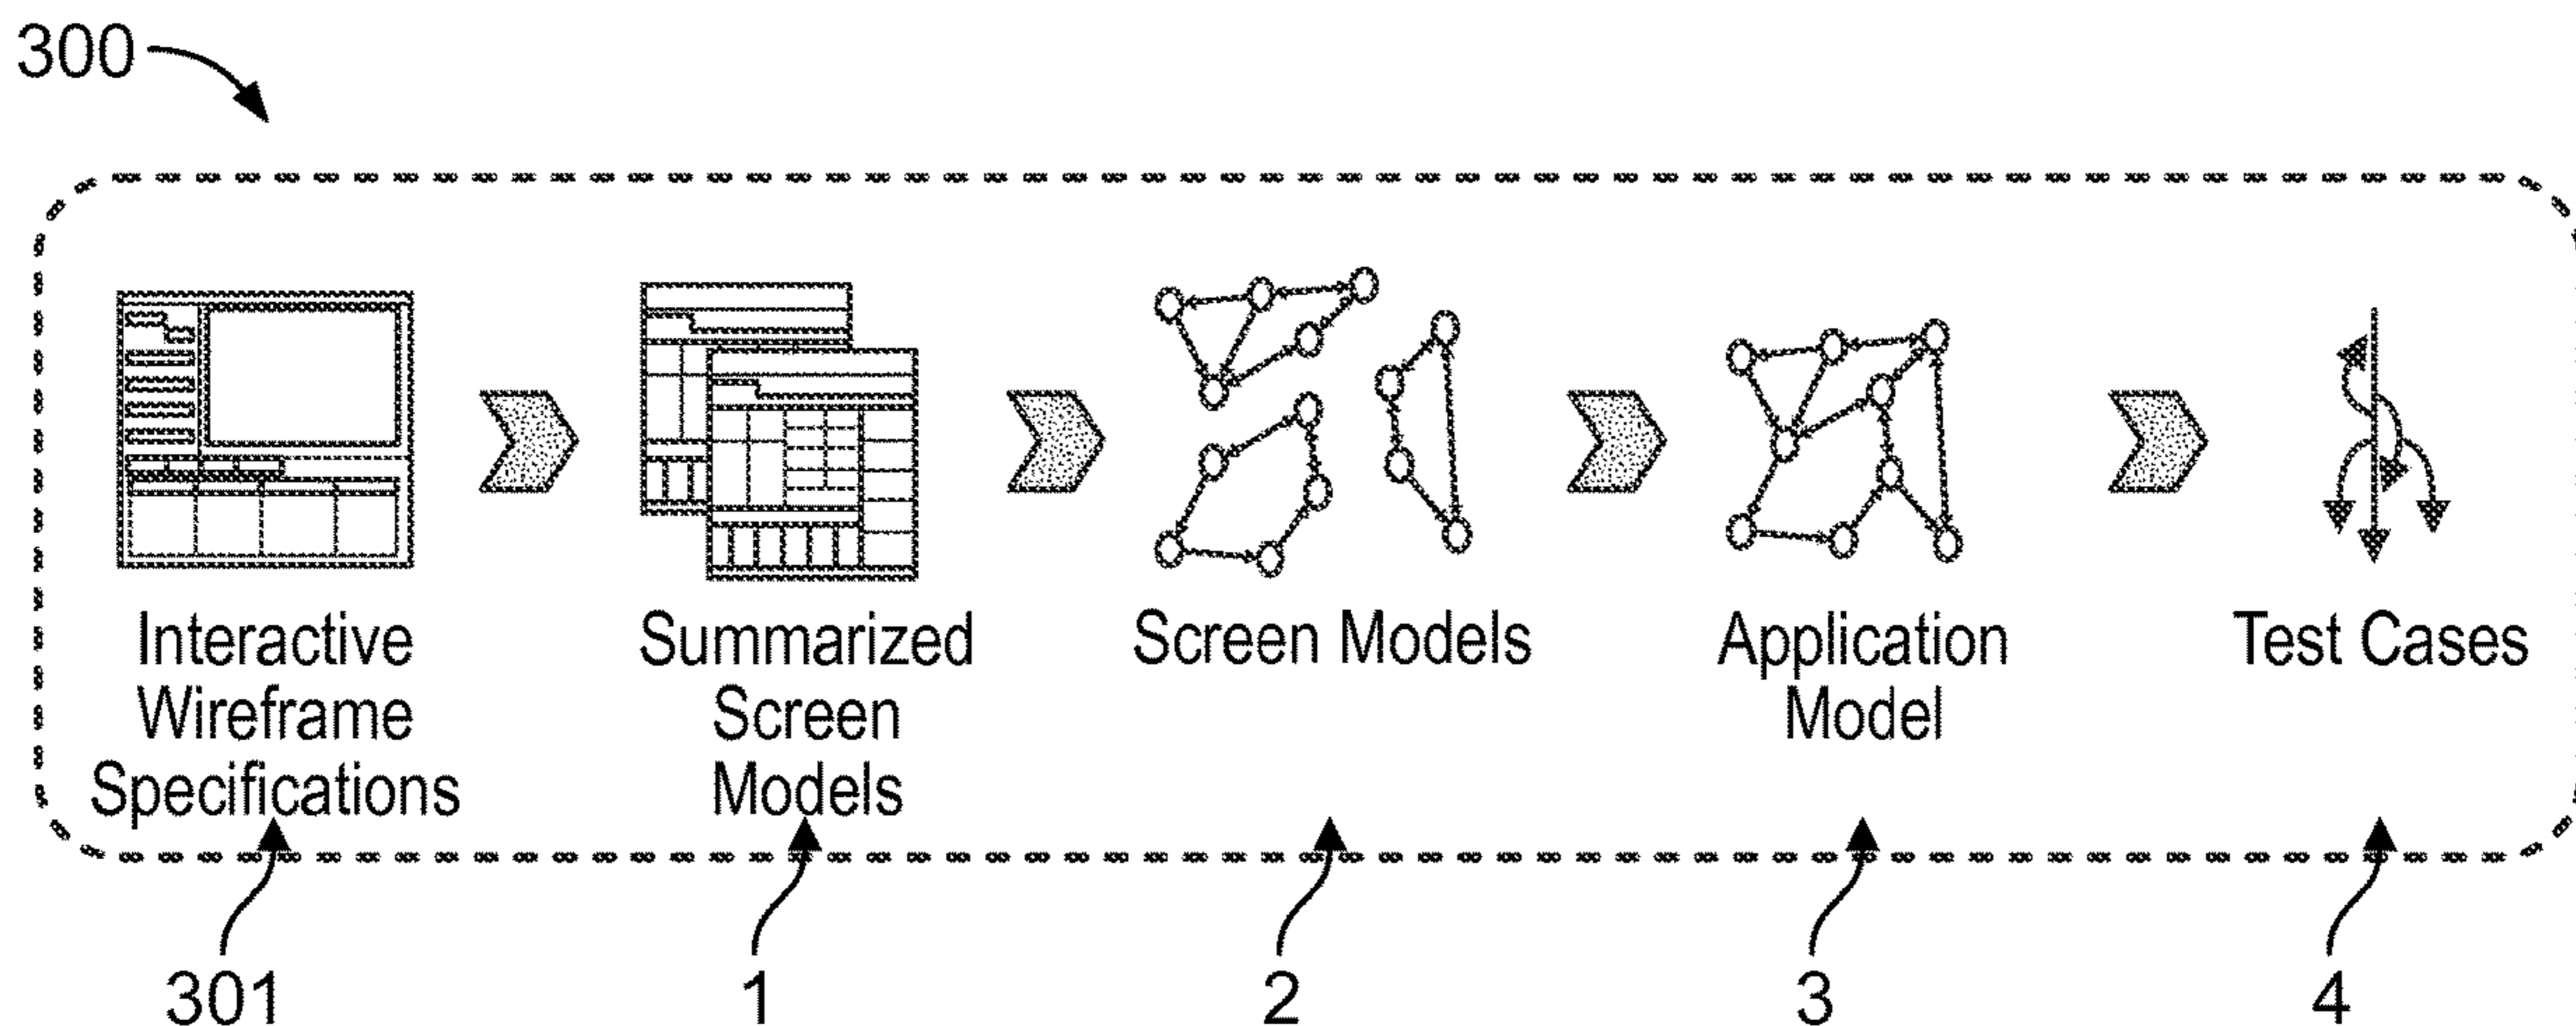 300
Interactive
Wireframe
Specifications
Summarized
Screen
Models
Screen Models
Application
Model
Test Cases
301
1
2
3
4